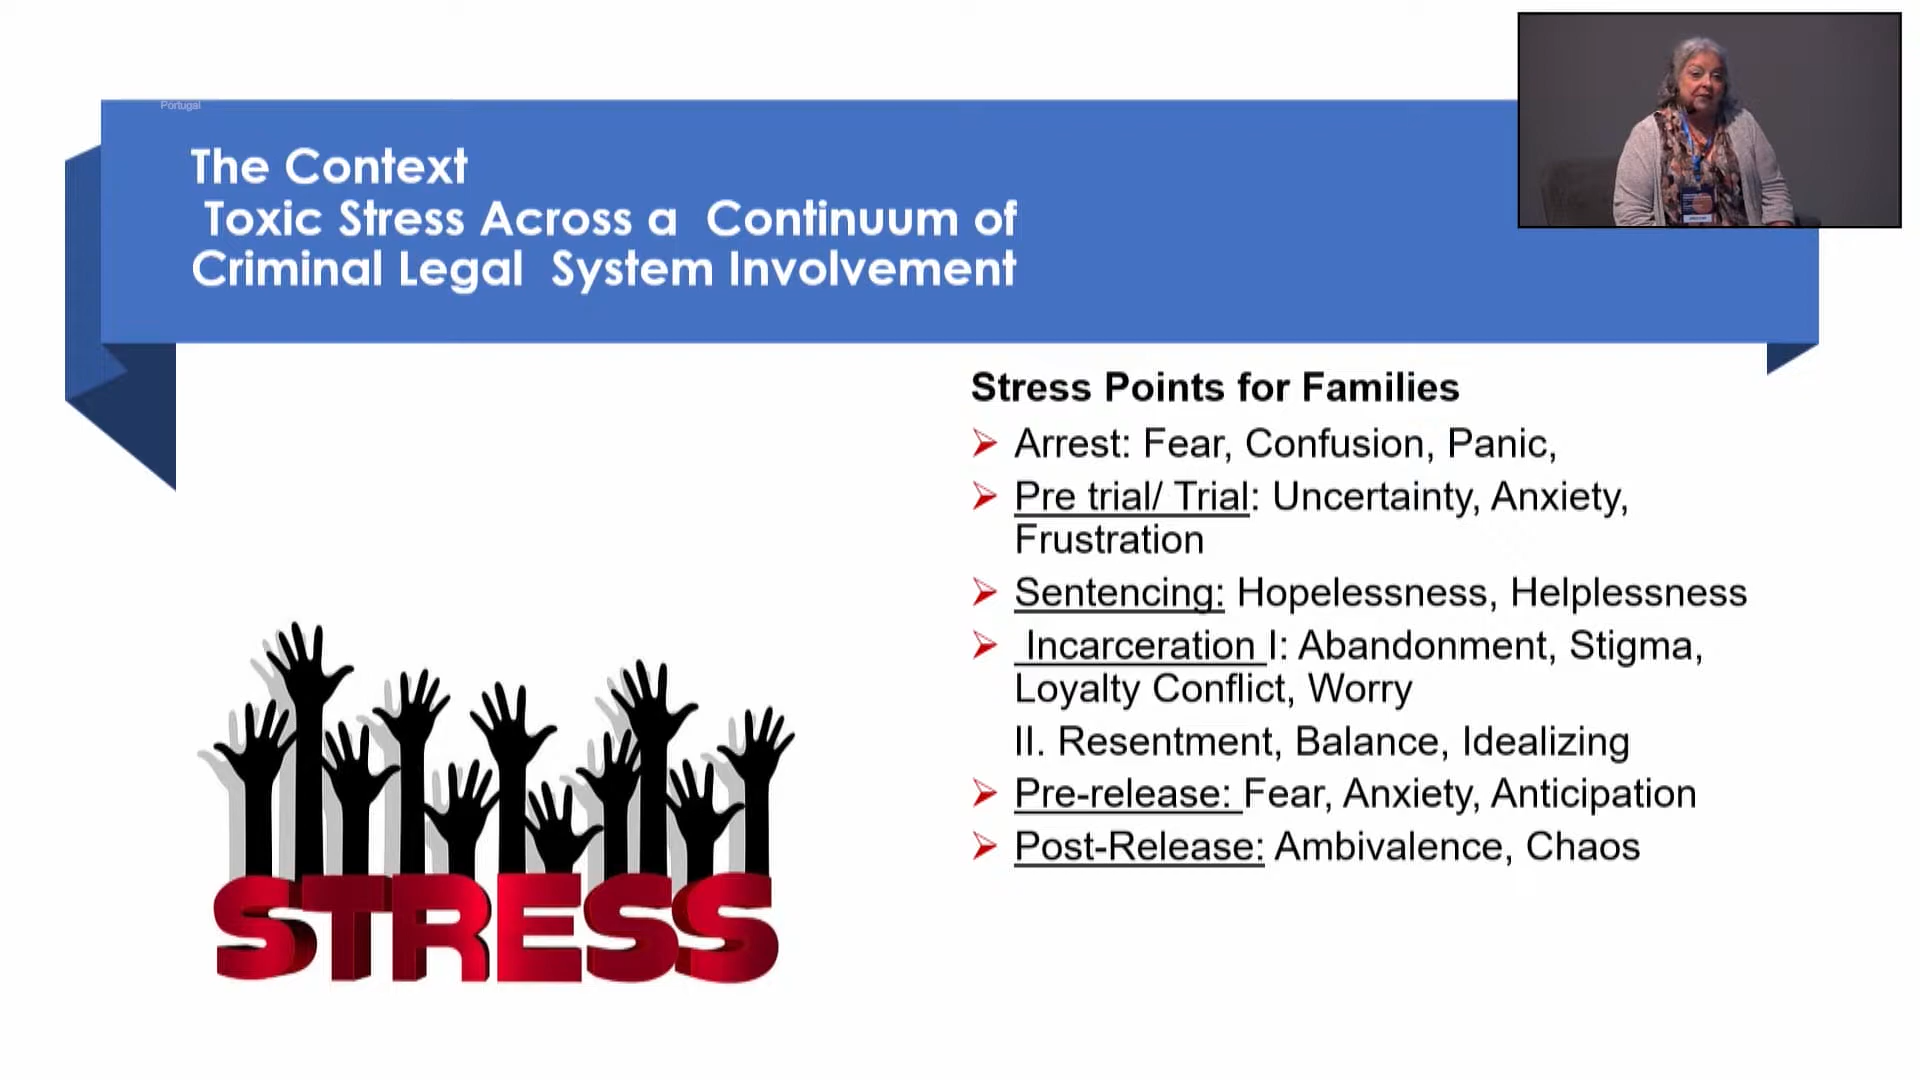 Portugal
The Context
Toxic Stress Across a Continuum of
Criminal Legal System Involvement
Stress Points for Families
Arrest: Fear, Confusion, Panic,
Pre trial/ Trial: Uncertainty, Anxiety,
Frustration
Sentencing: Hopelessness, Helplessness
Incarceration I: Abandonment, Stigma,
Loyalty Conflict, Worry
II. Resentment, Balance, Idealizing
Pre-release: Fear, Anxiety, Anticipation
Post-Release: Ambivalence, Chaos
STRESS